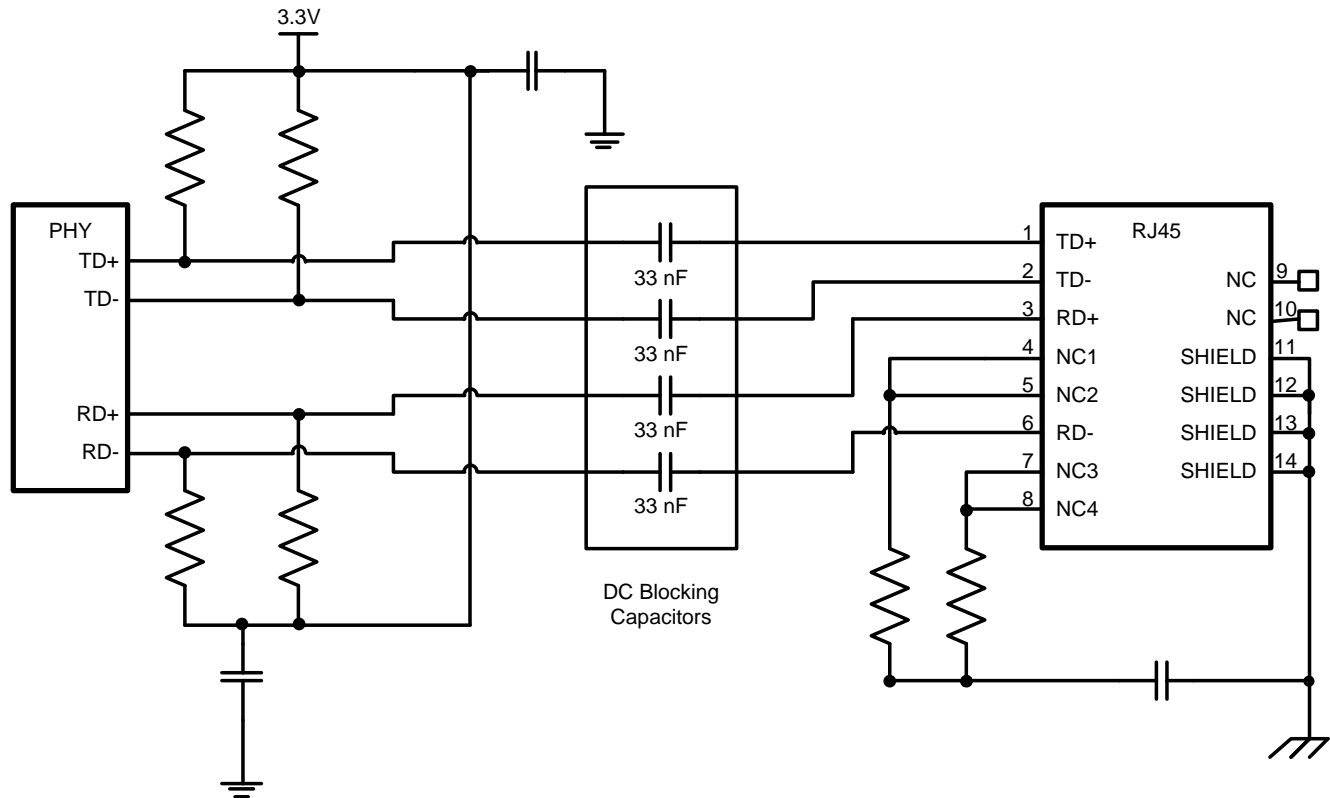 3.3V
PHY
TD+
TD-
RD+
RD-
33 nF
33 nF
33 nF
33 nF
DC Blocking
Capacitors
RJ45
1 TD+
2 TD-
3 RD+
4 NC1
5 NC2
6 RD-
7 NC3
8 NC4
NC 9
NC 10
SHIELD 11
SHIELD 12
SHIELD 13
SHIELD 14